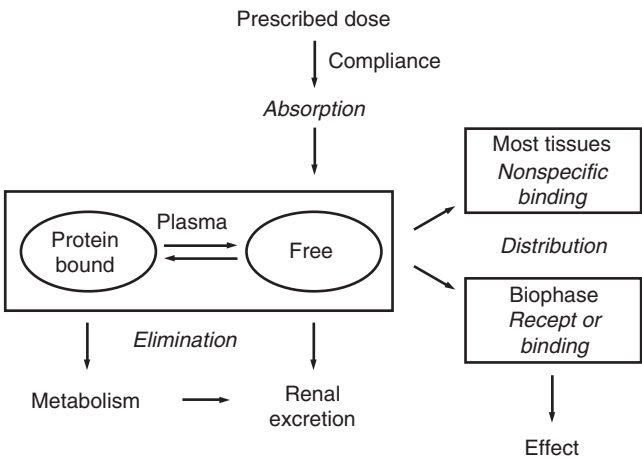 Prescribed dose
Compliance
Absorption
Most tissues
Nonspecific
binding
Plasma
Protein
bound
Free
Distribution
Biophase
Recept or
binding
Elimination
Metabolism
Renal
excretion
Effect